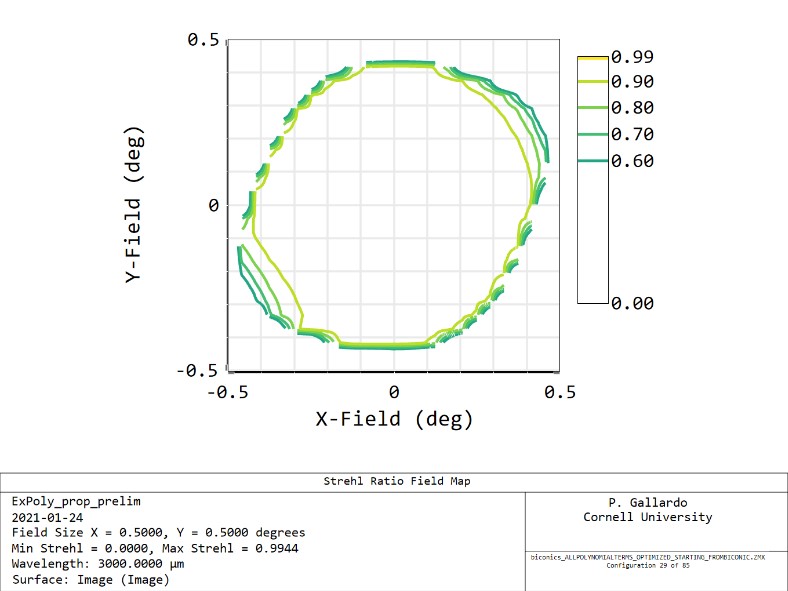 0.5
0
-0.5
Y-Field (deg)
-0.5 0 0.5
X-Field (deg)
0.99
0.90
0.80
0.70
0.60
0.00
Strehl Ratio Field Map
ExPoly_prop_prelim
2021-01-24
Field Size X = 0.5000, Y = 0.5000 degrees
Min Strehl = 0.0000, Max Strehl = 0.9944
Wavelength: 3000.0000 µm
Surface: Image (Image)
P. Gallardo
Cornell University
biconics_ALLPOLYNOMIALTERMS_OPTIMIZED_STARTING_FROMBICONIC.ZMX
Configuration 29 of 85